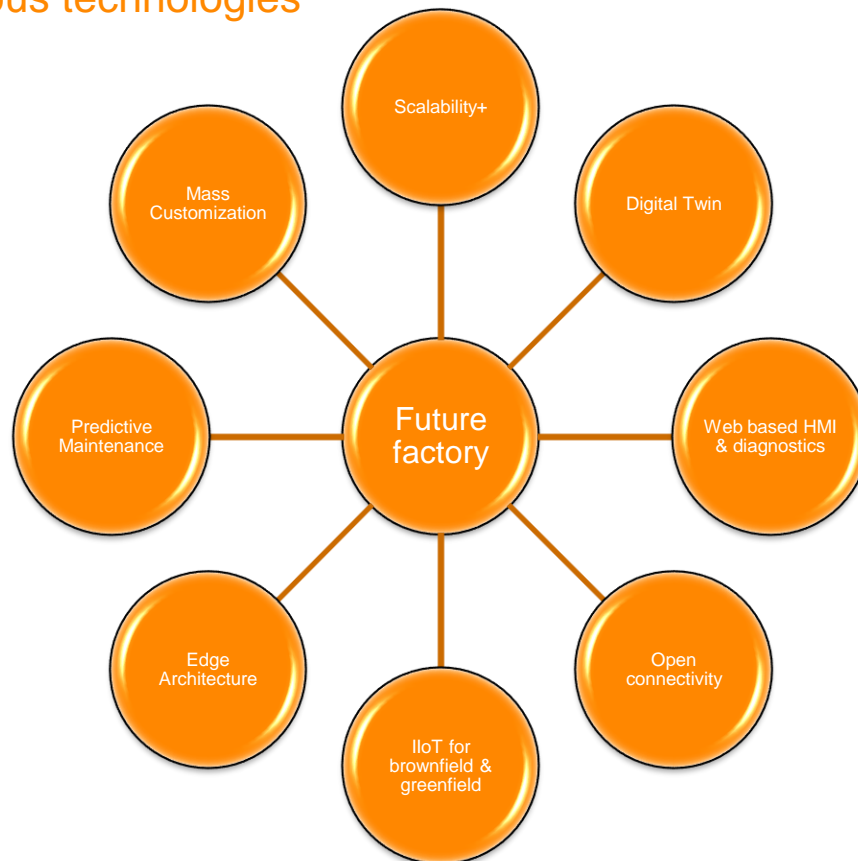 technologies
Scalability+
Mass
Customization
Digital Twin
Predictive
Maintenance
Future
factory
Web based HMI
& diagnostics
Edge
Architecture
Open
connectivity
IIoT for
brownfield &
greenfield